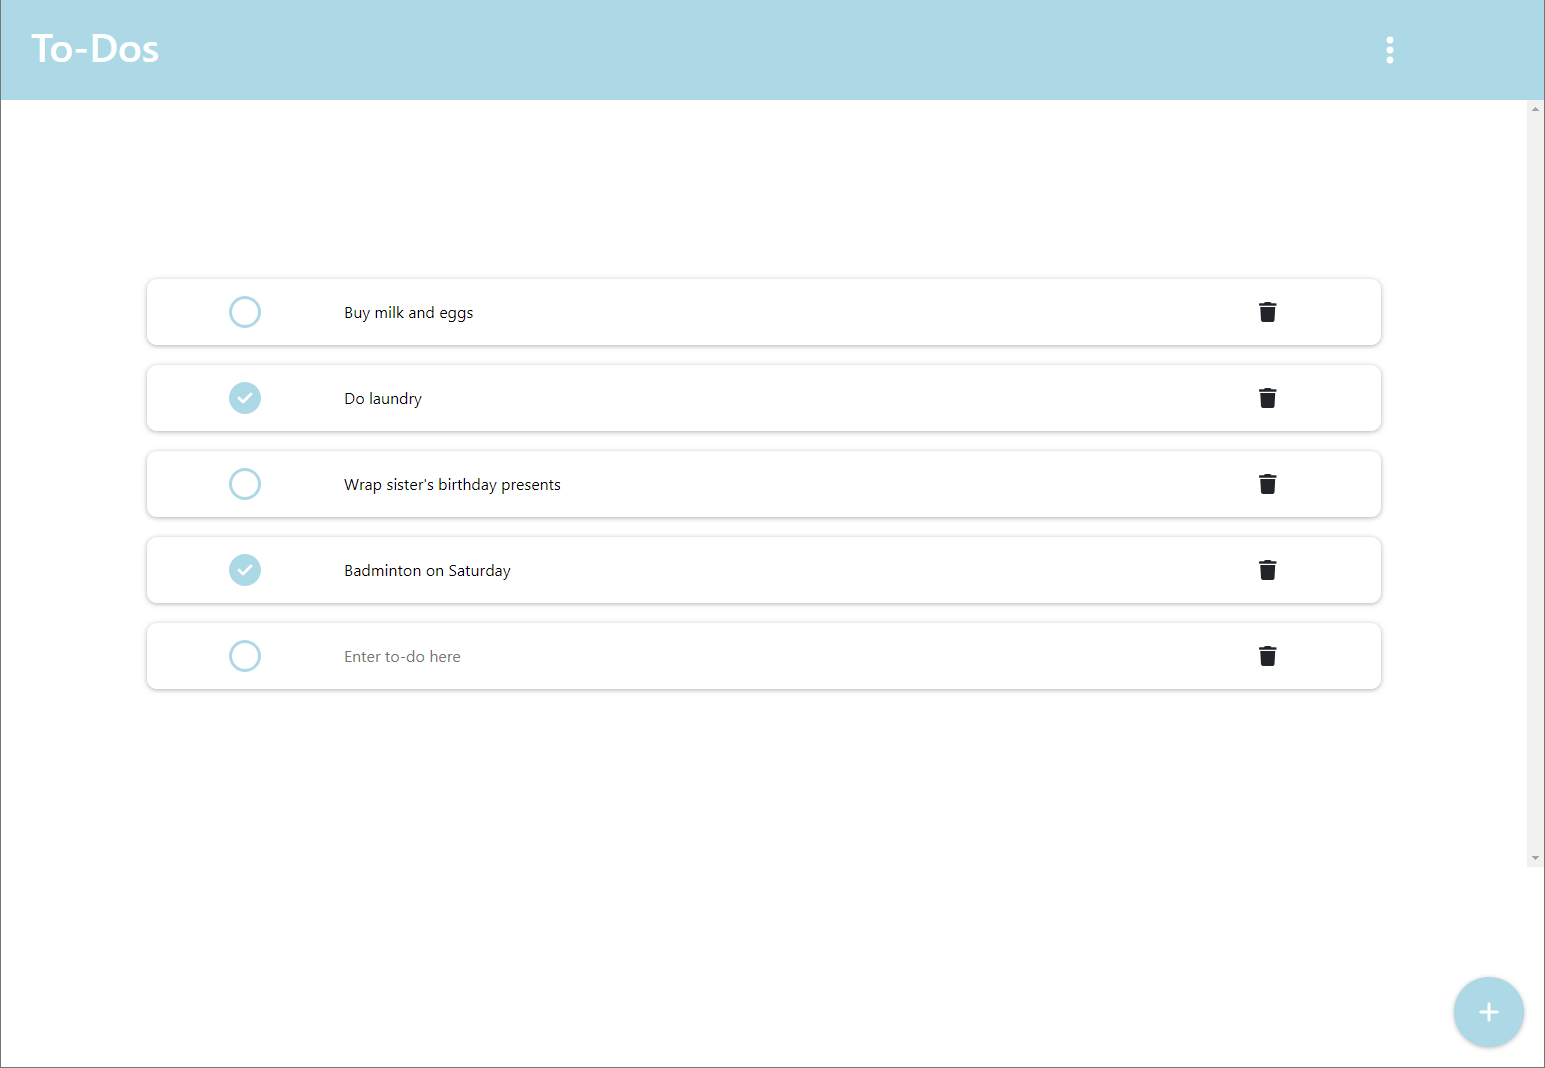 To-Dos
Buy milk and eggs
Do laundry
Wrap sister's birthday presents
Badminton on Saturday
Enter to-do here